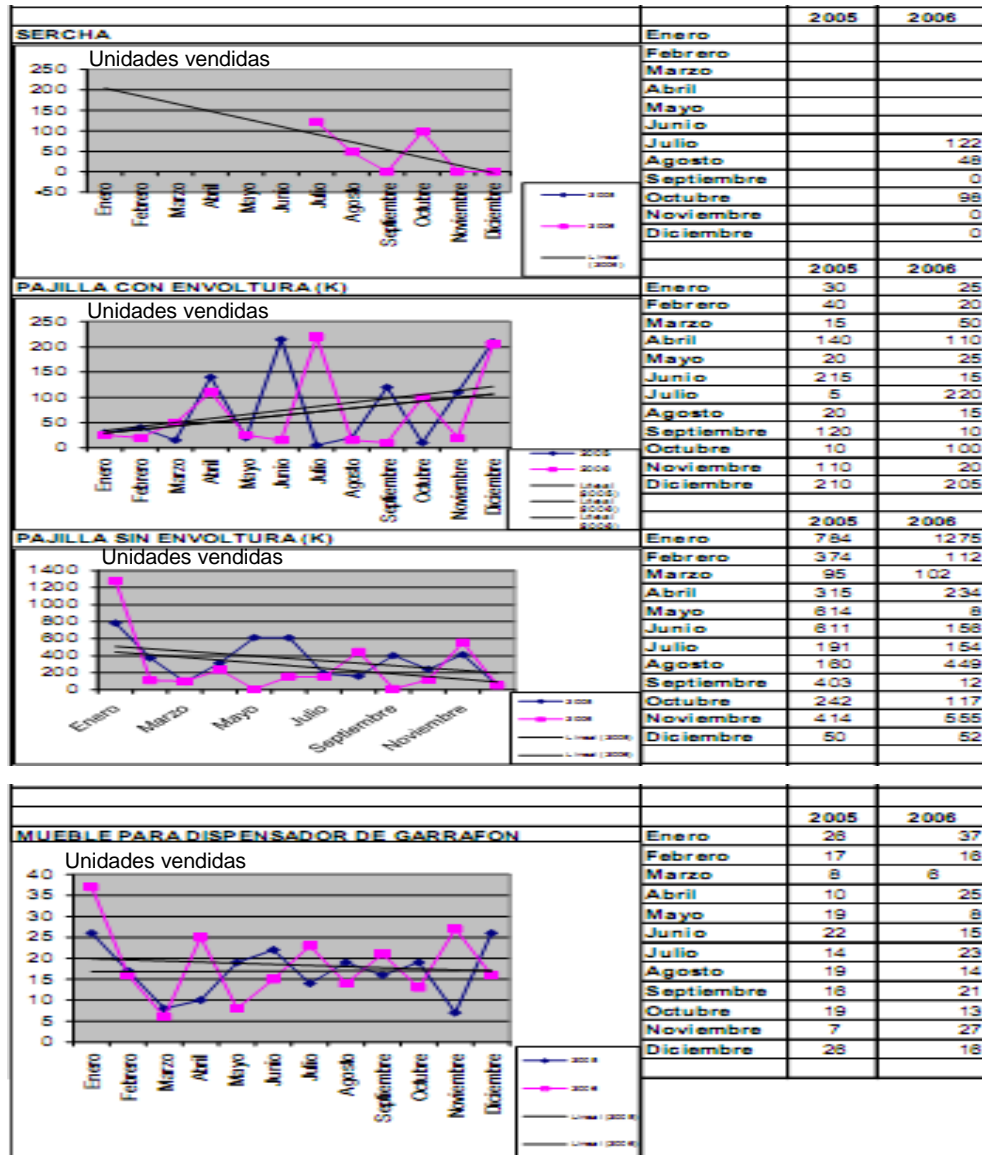 2005 2006
SERCHA Enero
Febrero
Marzo
Abril
Mayo
Junio
Julio 122
Agosto 48
Septiembre 0
Octubre 98
Noviembre 0
Diciembre 0
Unidades vendidas
250
200
150
100
50
0
-50
Enero Febrero Marzo Abril Mayo Junio Julio Agosto Septiembre Octubre Noviembre Diciembre
2005
2006
Lineal
(2006)
2005 2006
PAJILLA CON ENVOLTURA (K) Enero 30 25
Febrero 40 20
Marzo 15 50
Abril 140 110
Mayo 20 25
Junio 215 15
Julio 5 220
Agosto 20 15
Septiembre 120 10
Octubre 10 100
Noviembre 110 20
Diciembre 210 205
Unidades vendidas
250
200
150
100
50
0
Enero Febrero Marzo Abril Mayo Junio Julio Agosto Septiembre Octubre Noviembre Diciembre
2005
2006
2005 2006
PAJILLA SIN ENVOLTURA (K) Enero 784 1275
Febrero 374 112
Marzo 95 102
Abril 315 234
Mayo 614 8
Junio 611 156
Julio 191 154
Agosto 160 449
Septiembre 403 12
Octubre 242 117
Noviembre 414 555
Diciembre 50 52
Unidades vendidas
1400
1200
1000
800
600
400
200
0
Enero Marzo Mayo Julio Septiembre Noviembre
2005
2006
2005 2006
MUEBLE PARA DISPENSADOR DE GARRAFON Enero 26 37
Febrero 17 16
Marzo 8 6
Abril 10 25
Mayo 19 8
Junio 22 15
Julio 14 23
Agosto 19 14
Septiembre 16 21
Octubre 19 13
Noviembre 7 27
Diciembre 26 16
Unidades vendidas
40
35
30
25
20
15
10
5
0
Enero Febrero Marzo Abril Mayo Junio Julio Agosto Septiembre Octubre Noviembre Diciembre
2005
2006